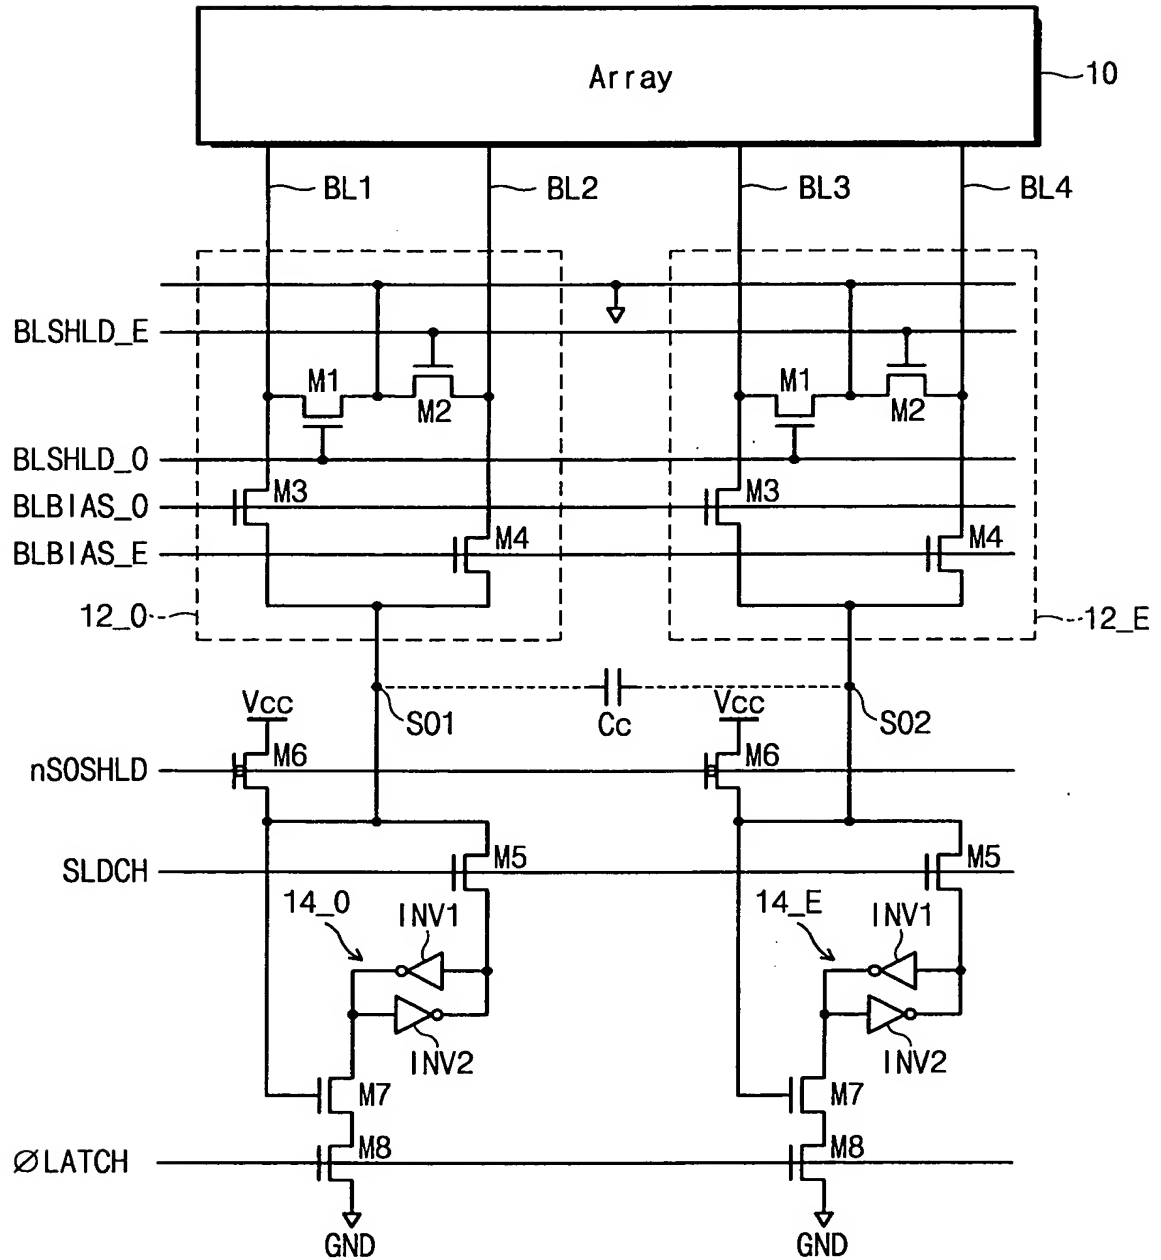 Array
10
BL1
BL2
BL3
BL4
BLSHLD_E
M1
M2
M1
M2
BLSHLD_O
BLBIAS_O
M3
M3
BLBIAS_E
M4
M4
12_O
12_E
Vcc
SO1
Cc
Vcc
SO2
nSOSHLD
M6
M6
SLDCH
M5
M5
14_O
INV1
14_E
INV1
INV2
INV2
M7
M7
ØLATCH
M8
M8
GND
GND